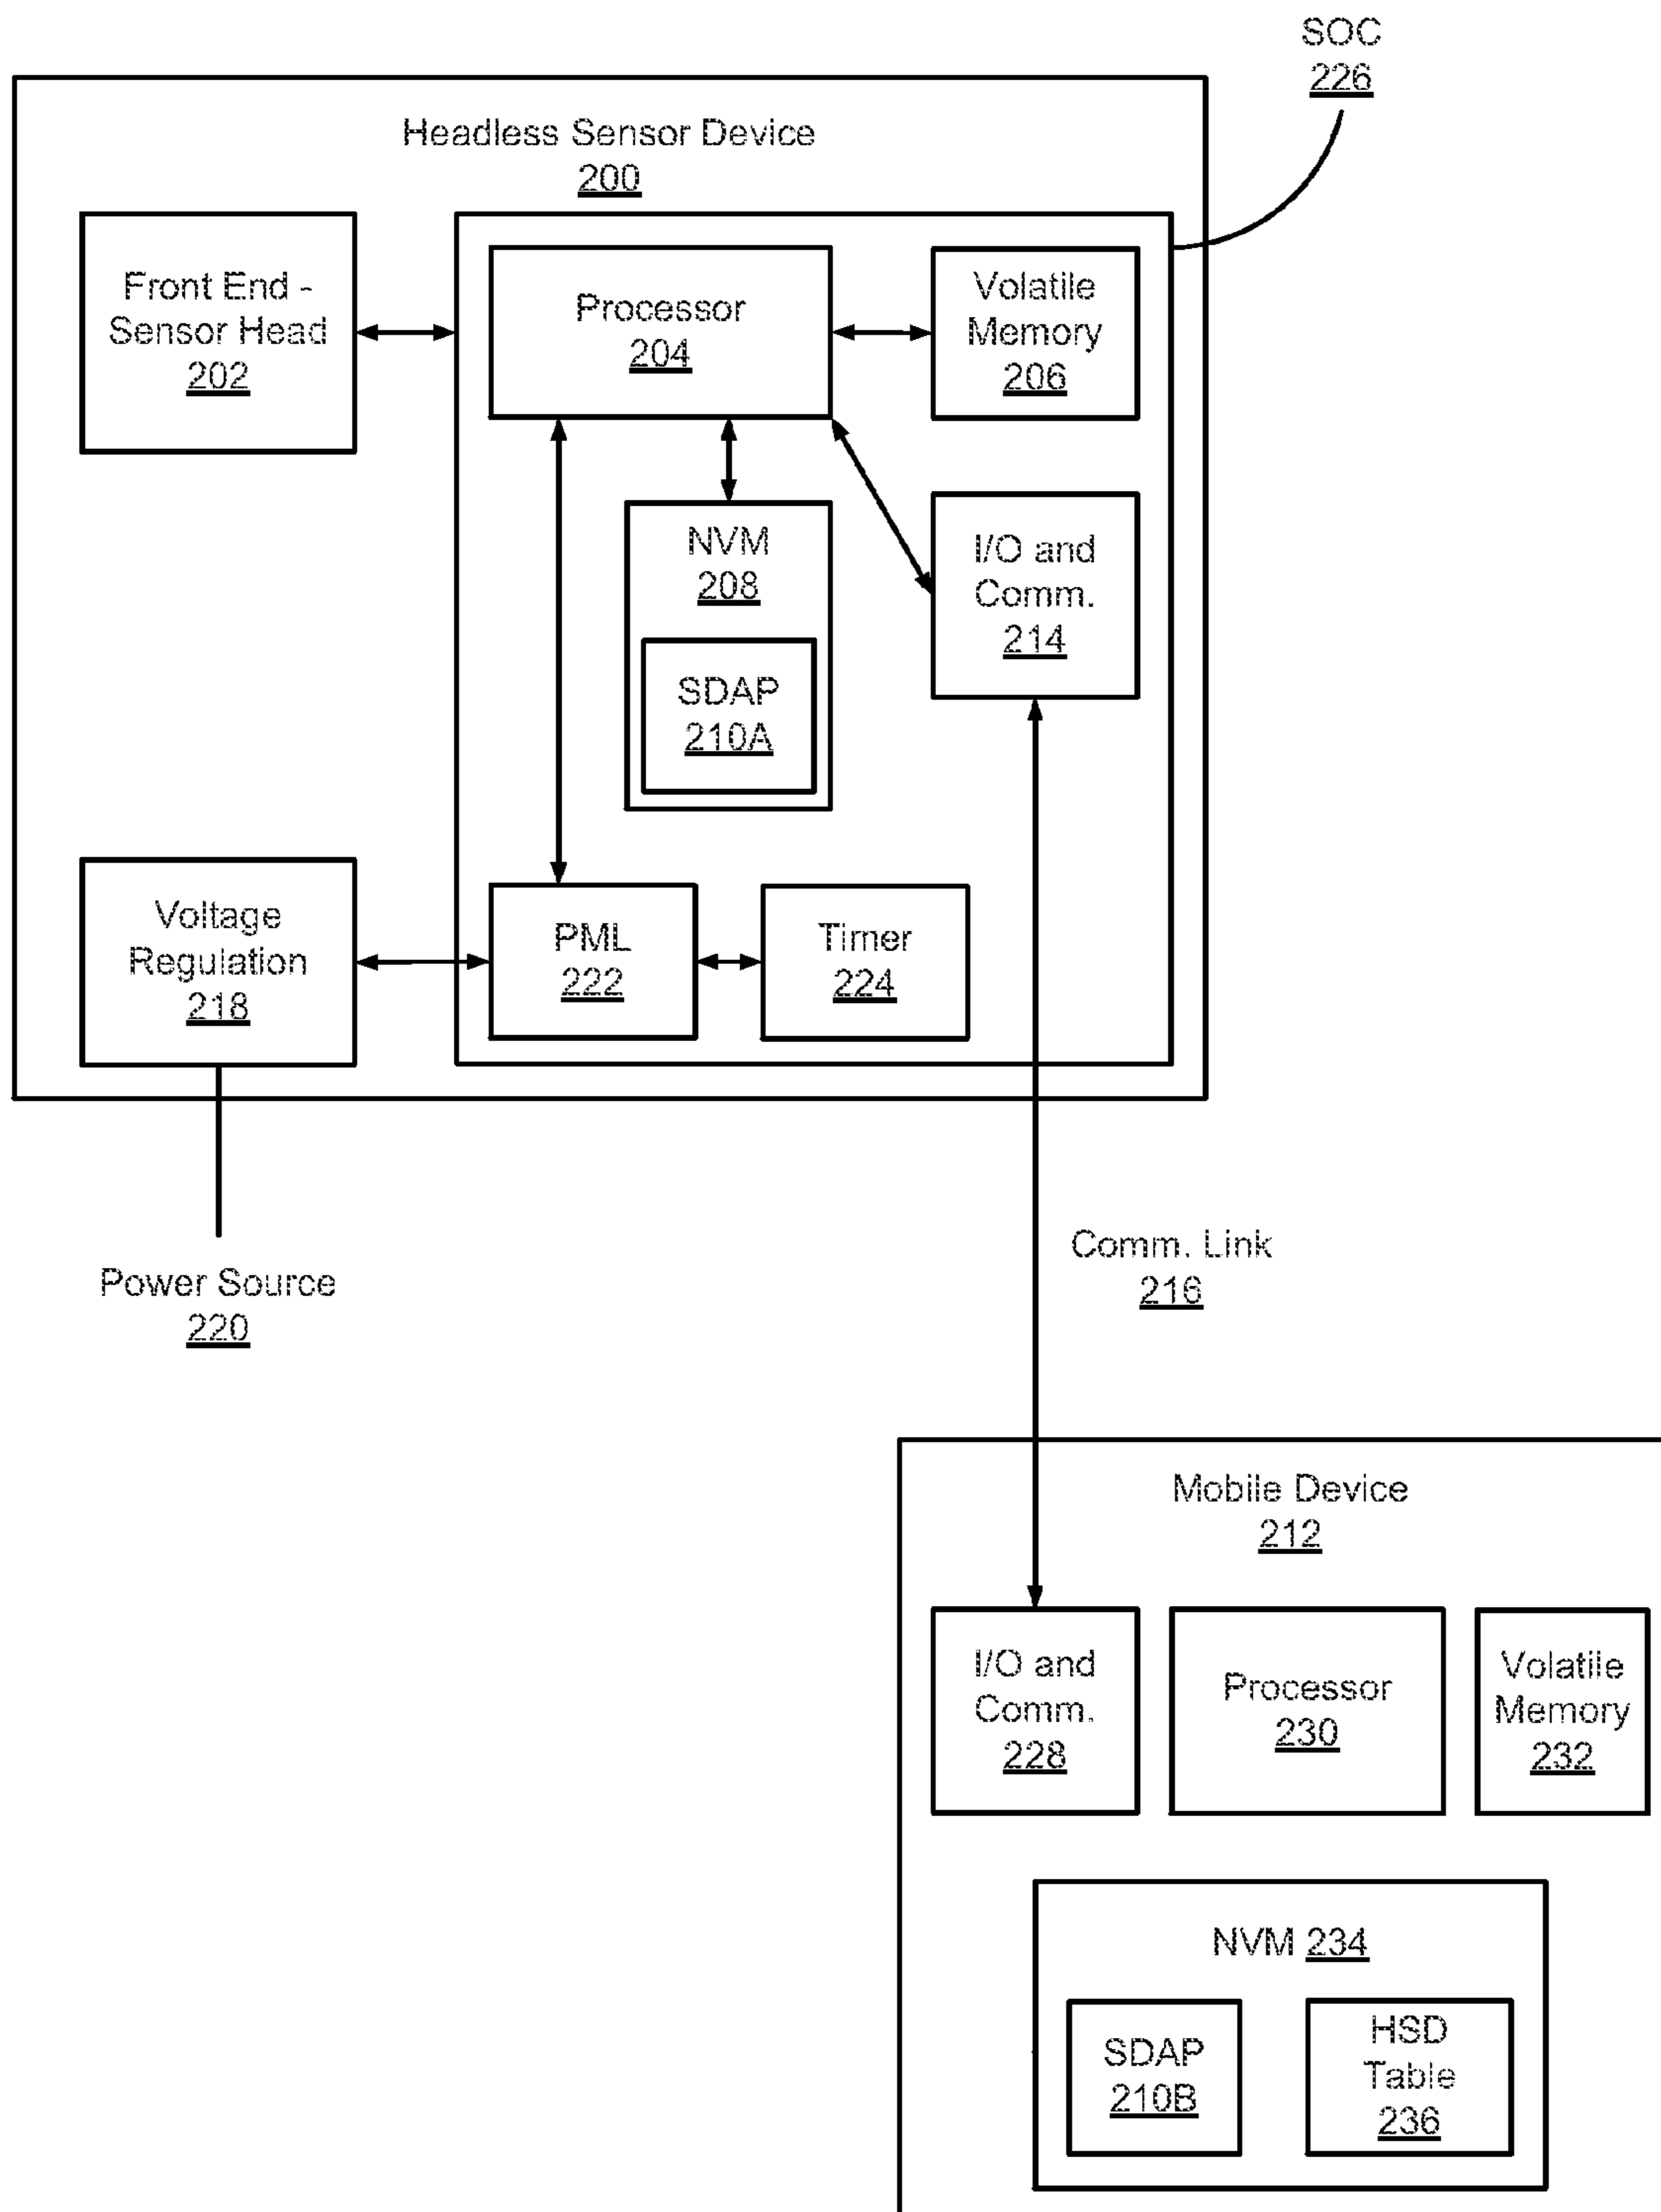 SOC
226
Headless Sensor Device
200
Front End -
Sensor Head
202
Processor
204
Volatile
Memory
206
NVM
208
SDAP
210A
I/O and
Comm.
214
Voltage
Regulation
218
PML
222
Timer
224
Power Source
220
Comm. Link
216
Mobile Device
212
I/O and
Comm.
228
Processor
230
Volatile
Memory
232
NVM 234
SDAP
210B
HSD
Table
236